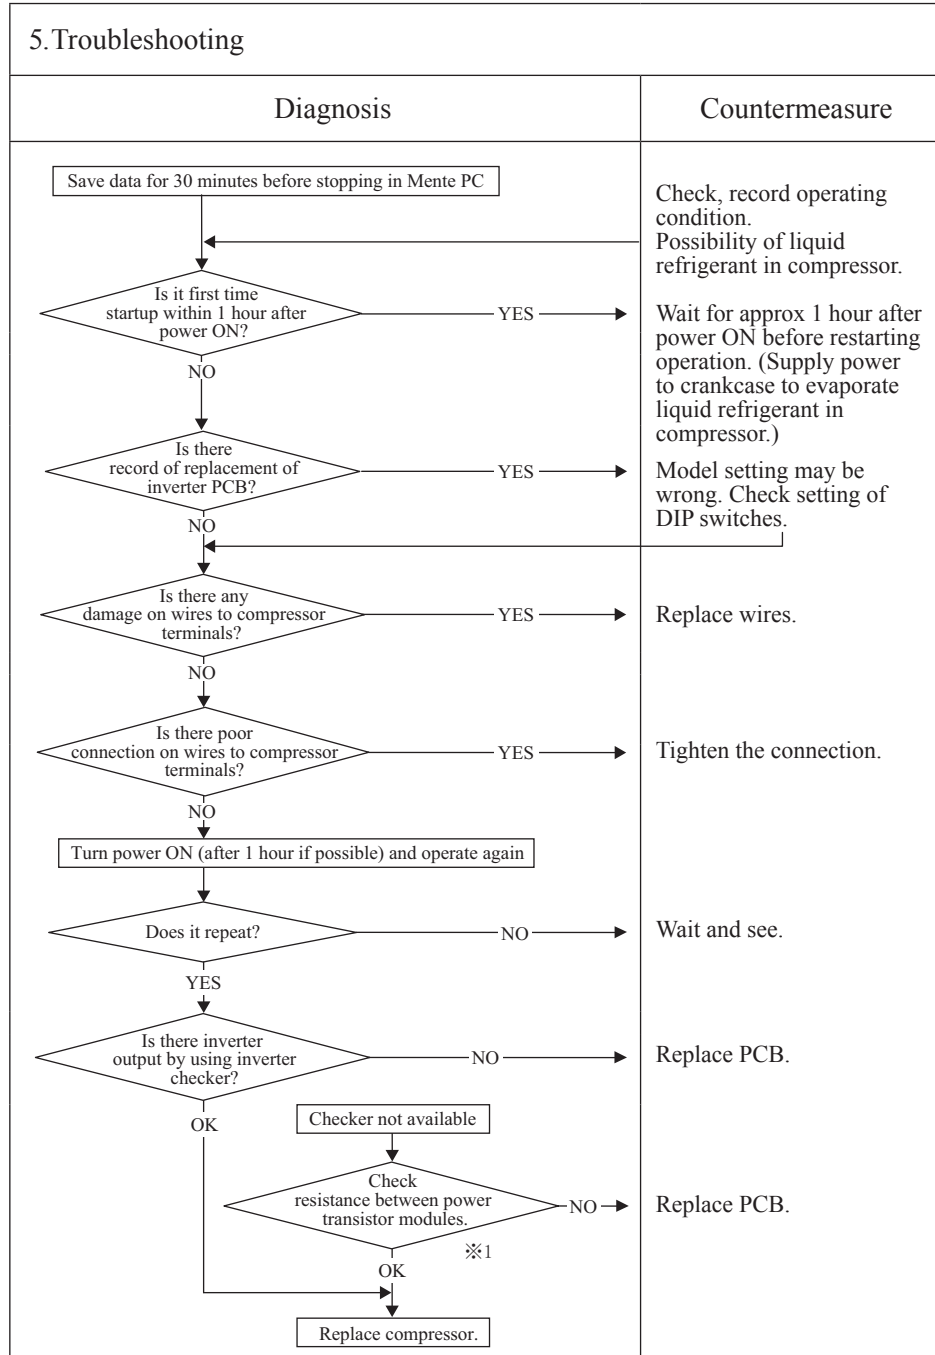 5.Troubleshooting
Diagnosis
Countermeasure
Save data for 30 minutes before stopping in Mente PC
Check, record operating
condition.
Possibility of liquid
refrigerant in compressor.
Is it first time
startup within 1 hour after
power ON?
YES
Wait for approx 1 hour after
power ON before restarting
operation. (Supply power
to crankcase to evaporate
liquid refrigerant in
compressor.)
NO
Is there
record of replacement of
inverter PCB?
YES
Model setting may be
wrong. Check setting of
DIP switches.
NO
Is there any
damage on wires to compressor
terminals?
YES
Replace wires.
NO
Is there poor
connection on wires to compressor
terminals?
YES
Tighten the connection.
NO
Turn power ON (after 1 hour if possible) and operate again
Does it repeat?
NO
Wait and see.
YES
Is there inverter
output by using inverter
checker?
NO
Replace PCB.
OK
Checker not available
Check
resistance between power
transistor modules.
NO
Replace PCB.
※1
OK
Replace compressor.